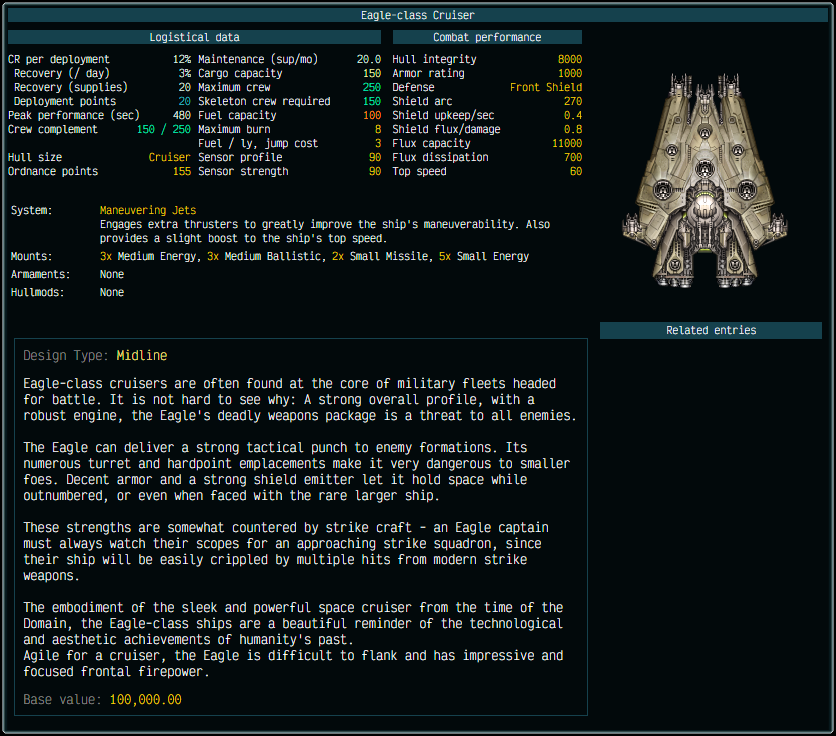 Eagle-class Cruiser
Logistical data
CR per deployment 12% Maintenance (sup/mo) 20.0
Recovery (/ day) 3% Cargo capacity 150
Recovery (supplies) 20 Maximum crew 250
Deployment points 20 Skeleton crew required 150
Peak performance (sec) 480 Fuel capacity 100
Crew complement 150 / 250 Maximum burn 8
Fuel / ly, jump cost 3
Hull size Cruiser Sensor profile 90
Ordnance points 155 Sensor strength 90
Combat performance
Hull integrity 8000
Armor rating 1000
Defense Front Shield
Shield arc 270
Shield upkeep/sec 0.4
Shield flux/damage 0.8
Flux capacity 11000
Flux dissipation 700
Top speed 60
System: Maneuvering Jets
Engages extra thrusters to greatly improve the ship's maneuverability. Also
provides a slight boost to the ship's top speed.
Mounts: 3x Medium Energy, 3x Medium Ballistic, 2x Small Missile, 5x Small Energy
Armaments: None
Hullmods: None
Related entries
Design Type: Midline
Eagle-class cruisers are often found at the core of military fleets headed
for battle. It is not hard to see why: A strong overall profile, with a
robust engine, the Eagle's deadly weapons package is a threat to all enemies.
The Eagle can deliver a strong tactical punch to enemy formations. Its
numerous turret and hardpoint emplacements make it very dangerous to smaller
foes. Decent armor and a strong shield emitter let it hold space while
outnumbered, or even when faced with the rare larger ship.
These strengths are somewhat countered by strike craft - an Eagle captain
must always watch their scopes for an approaching strike squadron, since
their ship will be easily crippled by multiple hits from modern strike
weapons.
The embodiment of the sleek and powerful space cruiser from the time of the
Domain, the Eagle-class ships are a beautiful reminder of the technological
and aesthetic achievements of humanity's past.
Agile for a cruiser, the Eagle is difficult to flank and has impressive and
focused frontal firepower.
Base value: 100,000.00